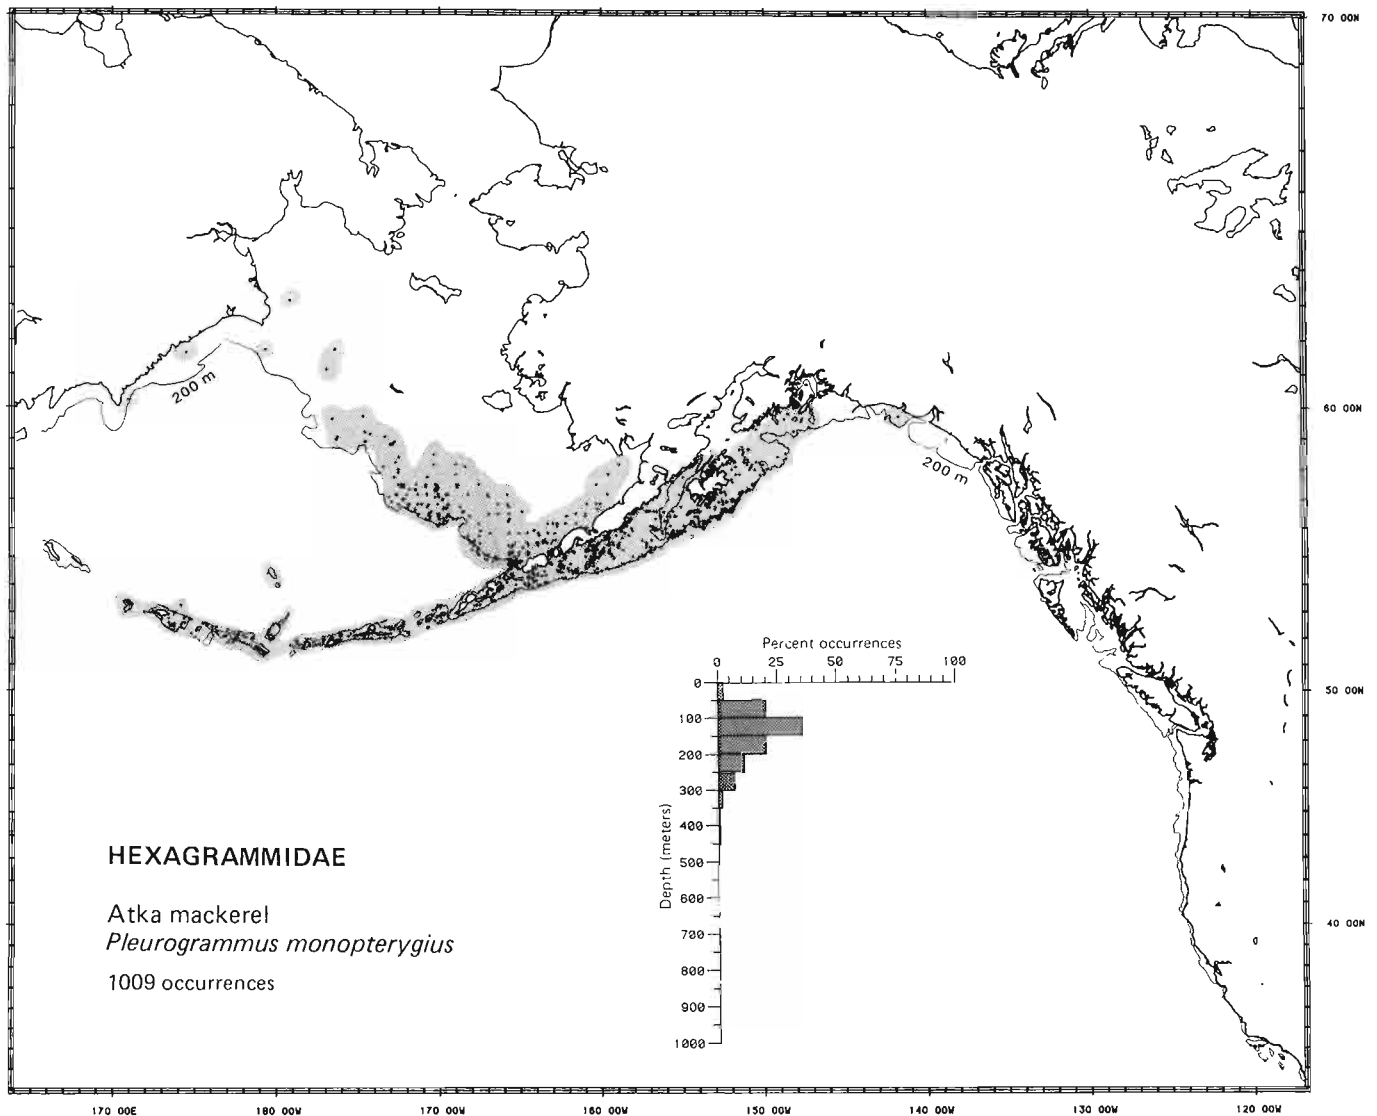 70 00N
200 m
60 00N
200 m
Percent occurrences
0 25 50 75 100
0
50 00N
100
200
300
400
500
600
700
800
900
1000
Depth (meters)
HEXAGRAMMIDAE
Atka mackerel
Pleurogrammus monopterygius
1009 occurrences
40 00N
170 00E 180 00W 170 00W 160 00W 150 00W 140 00W 130 00W 120 00W